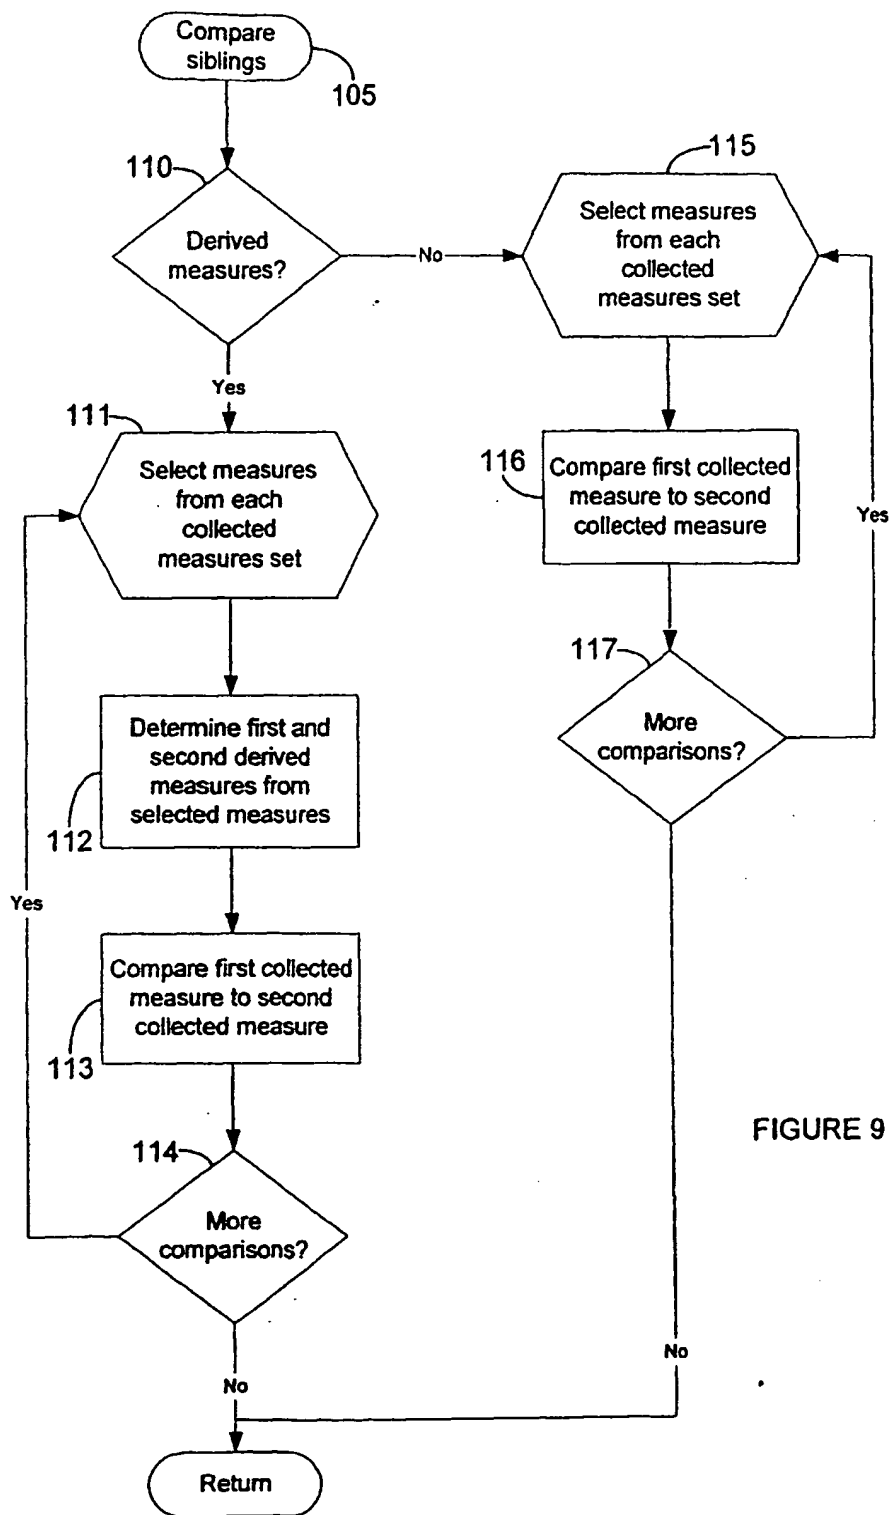 Compare
siblings
105
110
Derived
measures?
No
Yes
111
Select measures
from each
collected
measures set
112
Determine first and
second derived
measures from
selected measures
113
Compare first collected
measure to second
collected measure
114
More
comparisons?
Yes
No
Return
115
Select measures
from each
collected
measures set
116
Compare first collected
measure to second
collected measure
117
More
comparisons?
Yes
No
FIGURE 9